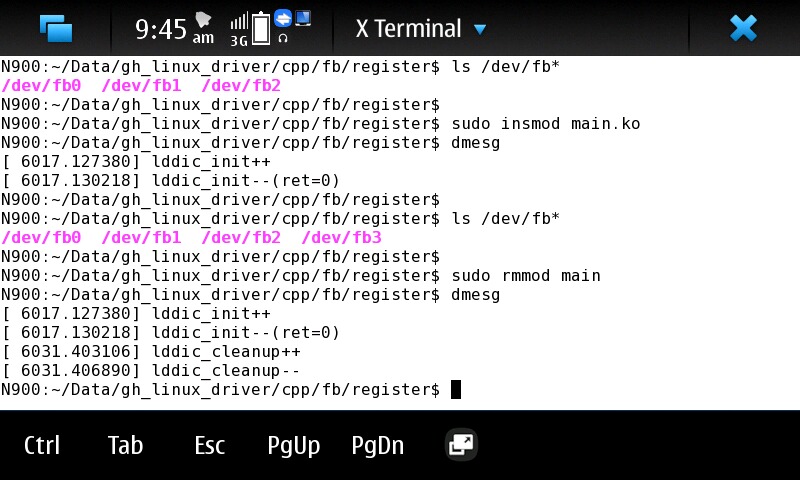 9:45 am 3G X Terminal
N900:~/Data/gh_linux_driver/cpp/fb/register$ ls /dev/fb*
/dev/fb0  /dev/fb1  /dev/fb2
N900:~/Data/gh_linux_driver/cpp/fb/register$
N900:~/Data/gh_linux_driver/cpp/fb/register$ sudo insmod main.ko
N900:~/Data/gh_linux_driver/cpp/fb/register$ dmesg
[ 6017.127380] lddic_init++
[ 6017.130218] lddic_init--(ret=0)
N900:~/Data/gh_linux_driver/cpp/fb/register$
N900:~/Data/gh_linux_driver/cpp/fb/register$ ls /dev/fb*
/dev/fb0  /dev/fb1  /dev/fb2  /dev/fb3
N900:~/Data/gh_linux_driver/cpp/fb/register$
N900:~/Data/gh_linux_driver/cpp/fb/register$ sudo rmmod main
N900:~/Data/gh_linux_driver/cpp/fb/register$ dmesg
[ 6017.127380] lddic_init++
[ 6017.130218] lddic_init--(ret=0)
[ 6031.403106] lddic_cleanup++
[ 6031.406890] lddic_cleanup--
N900:~/Data/gh_linux_driver/cpp/fb/register$
Ctrl Tab Esc PgUp PgDn